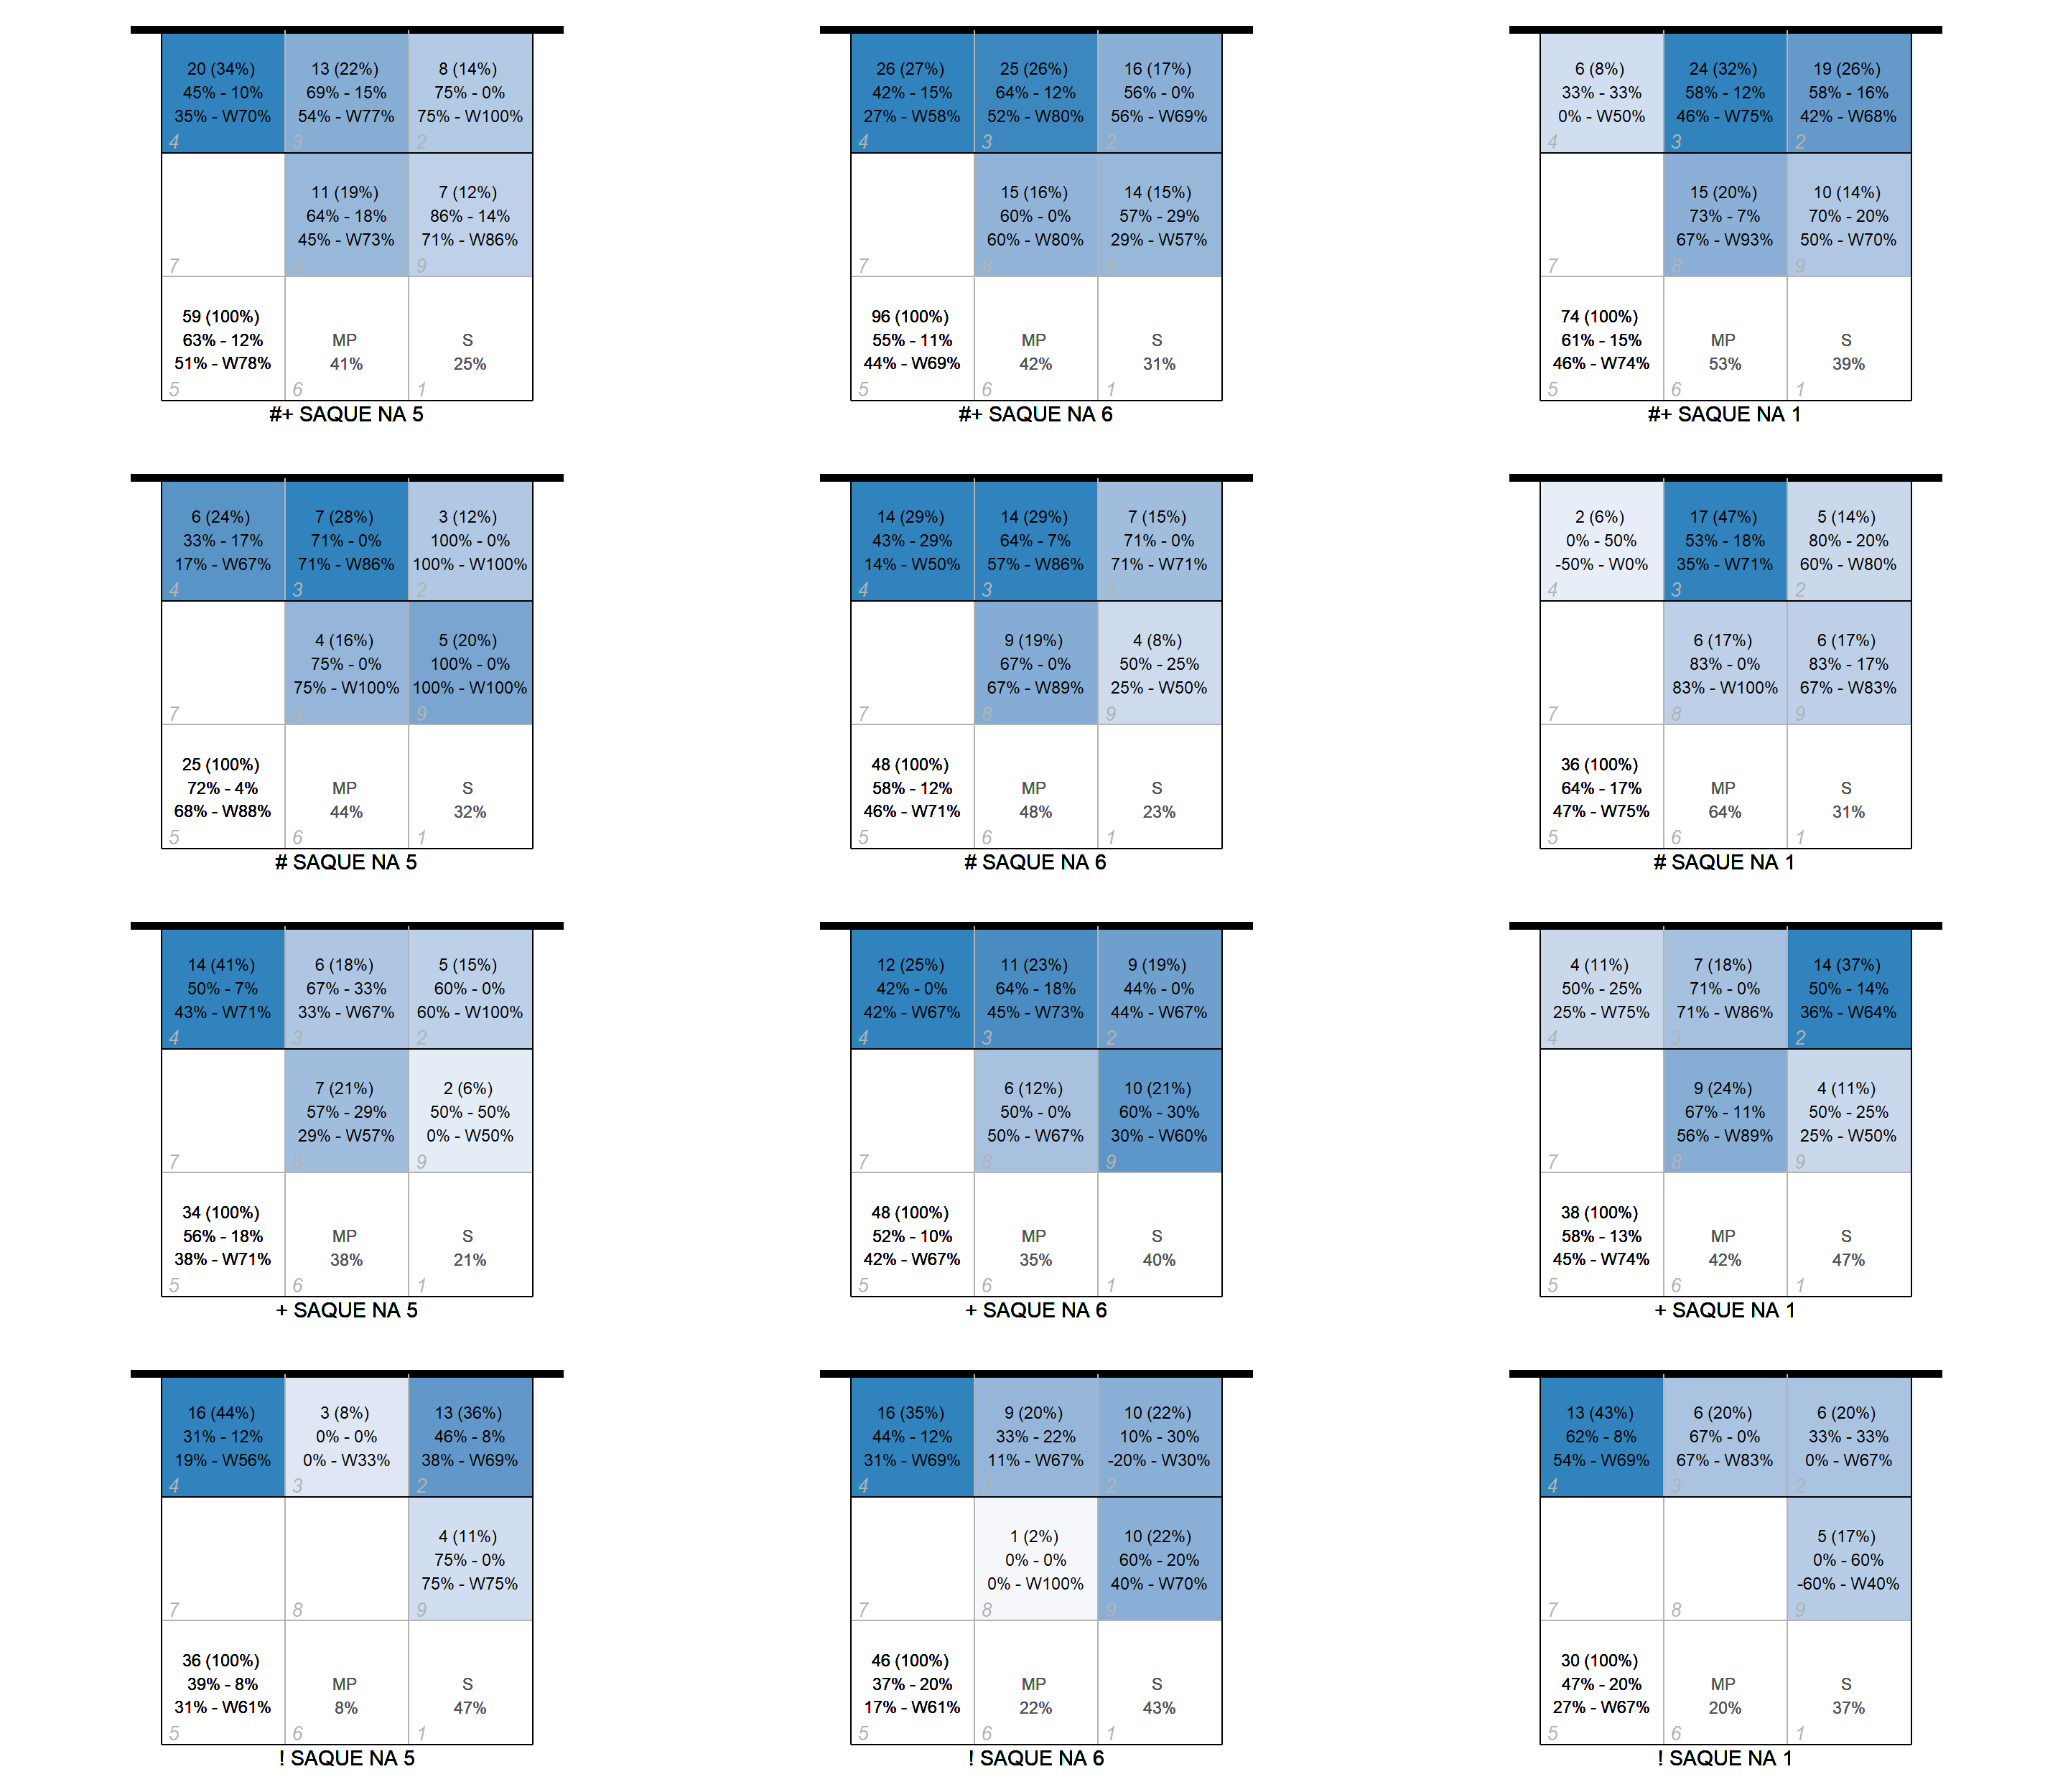 20 (34%)
45% - 10%
35% - W70%
4
13 (22%)
69% - 15%
54% - W77%
3
8 (14%)
75% - 0%
75% - W100%
2
7
11 (19%)
64% - 18%
45% - W73%
8
7 (12%)
86% - 14%
71% - W86%
9
59 (100%)
63% - 12%
51% - W78%
5
MP
41%
6
S
25%
1
#+ SAQUE NA 5
26 (27%)
42% - 15%
27% - W58%
4
25 (26%)
64% - 12%
52% - W80%
3
16 (17%)
56% - 0%
56% - W69%
2
7
15 (16%)
60% - 0%
60% - W80%
8
14 (15%)
57% - 29%
29% - W57%
9
96 (100%)
55% - 11%
44% - W69%
5
MP
42%
6
S
31%
1
#+ SAQUE NA 6
6 (8%)
33% - 33%
0% - W50%
4
24 (32%)
58% - 12%
46% - W75%
3
19 (26%)
58% - 16%
42% - W68%
2
7
15 (20%)
73% - 7%
67% - W93%
8
10 (14%)
70% - 20%
50% - W70%
9
74 (100%)
61% - 15%
46% - W74%
5
MP
53%
6
S
39%
1
#+ SAQUE NA 1
6 (24%)
33% - 17%
17% - W67%
4
7 (28%)
71% - 0%
71% - W86%
3
3 (12%)
100% - 0%
100% - W100%
2
7
4 (16%)
75% - 0%
75% - W100%
8
5 (20%)
100% - 0%
100% - W100%
9
25 (100%)
72% - 4%
68% - W88%
5
MP
44%
6
S
32%
1
# SAQUE NA 5
14 (29%)
43% - 29%
14% - W50%
4
14 (29%)
64% - 7%
57% - W86%
3
7 (15%)
71% - 0%
71% - W71%
2
7
9 (19%)
67% - 0%
67% - W89%
8
4 (8%)
50% - 25%
25% - W50%
9
48 (100%)
58% - 12%
46% - W71%
5
MP
48%
6
S
23%
1
# SAQUE NA 6
2 (6%)
0% - 50%
-50% - W0%
4
17 (47%)
53% - 18%
35% - W71%
3
5 (14%)
80% - 20%
60% - W80%
2
7
6 (17%)
83% - 0%
83% - W100%
8
6 (17%)
83% - 17%
67% - W83%
9
36 (100%)
64% - 17%
47% - W75%
5
MP
64%
6
S
31%
1
# SAQUE NA 1
14 (41%)
50% - 7%
43% - W71%
4
6 (18%)
67% - 33%
33% - W67%
3
5 (15%)
60% - 0%
60% - W100%
2
7
7 (21%)
57% - 29%
29% - W57%
8
2 (6%)
50% - 50%
0% - W50%
9
34 (100%)
56% - 18%
38% - W71%
5
MP
38%
6
S
21%
1
+ SAQUE NA 5
12 (25%)
42% - 0%
42% - W67%
4
11 (23%)
64% - 18%
45% - W73%
3
9 (19%)
44% - 0%
44% - W67%
2
7
6 (12%)
50% - 0%
50% - W67%
8
10 (21%)
60% - 30%
30% - W60%
9
48 (100%)
52% - 10%
42% - W67%
5
MP
35%
6
S
40%
1
+ SAQUE NA 6
4 (11%)
50% - 25%
25% - W75%
4
7 (18%)
71% - 0%
71% - W86%
3
14 (37%)
50% - 14%
36% - W64%
2
7
9 (24%)
67% - 11%
56% - W89%
8
4 (11%)
50% - 25%
25% - W50%
9
38 (100%)
58% - 13%
45% - W74%
5
MP
42%
6
S
47%
1
+ SAQUE NA 1
16 (44%)
31% - 12%
19% - W56%
4
3 (8%)
0% - 0%
0% - W33%
3
13 (36%)
46% - 8%
38% - W69%
2
7
8
4 (11%)
75% - 0%
75% - W75%
9
36 (100%)
39% - 8%
31% - W61%
5
MP
8%
6
S
47%
1
! SAQUE NA 5
16 (35%)
44% - 12%
31% - W69%
4
9 (20%)
33% - 22%
11% - W67%
3
10 (22%)
10% - 30%
-20% - W30%
2
7
1 (2%)
0% - 0%
0% - W100%
8
10 (22%)
60% - 20%
40% - W70%
9
46 (100%)
37% - 20%
17% - W61%
5
MP
22%
6
S
43%
1
! SAQUE NA 6
13 (43%)
62% - 8%
54% - W69%
4
6 (20%)
67% - 0%
67% - W83%
3
6 (20%)
33% - 33%
0% - W67%
2
7
8
5 (17%)
0% - 60%
-60% - W40%
9
30 (100%)
47% - 20%
27% - W67%
5
MP
20%
6
S
37%
1
! SAQUE NA 1